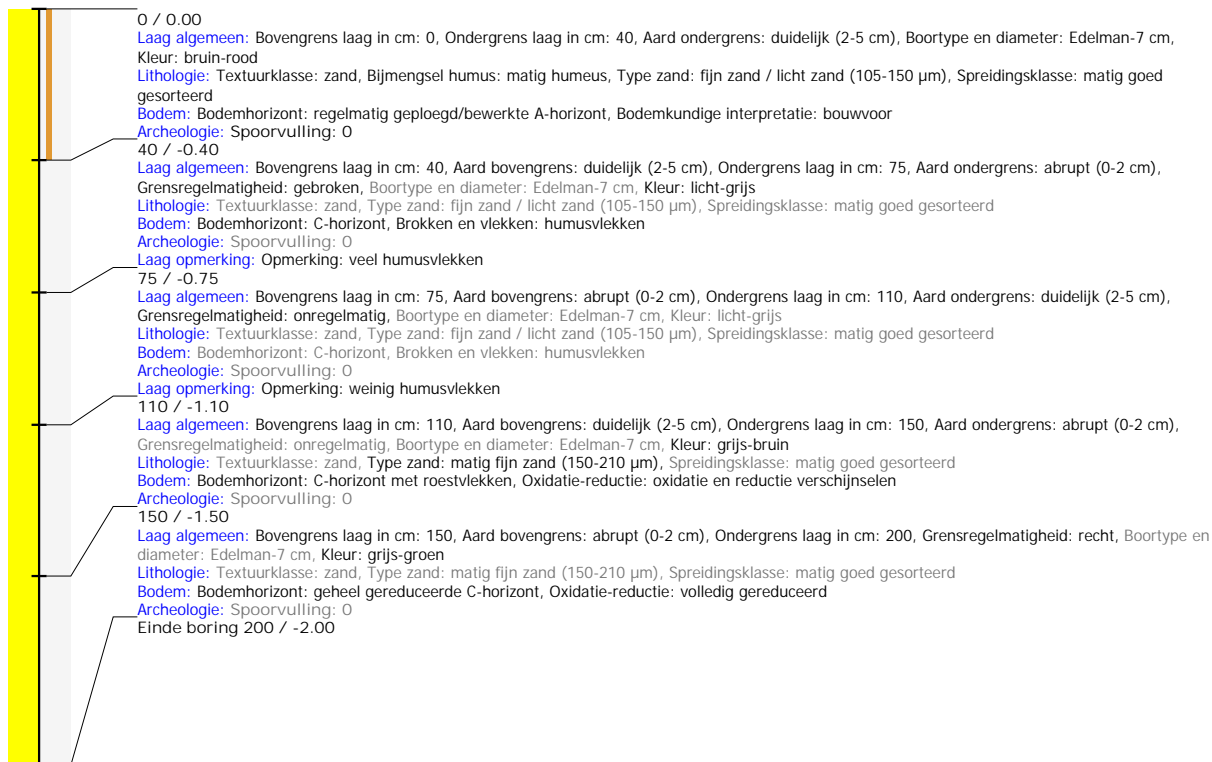 0 / 0.00
Laag algemeen: Bovengrens laag in cm: 0, Ondergrens laag in cm: 40, Aard ondergrens: duidelijk (2-5 cm), Boortype en diameter: Edelman-7 cm,
Kleur: bruin-rood
Lithologie: Textuurklasse: zand, Bijmengsel humus: matig humeus, Type zand: fijn zand / licht zand (105-150 µm), Spreidingsklasse: matig goed
gesorteerd
Bodem: Bodemhorizont: regelmatig geploegd/bewerkte A-horizont, Bodemkundige interpretatie: bouwvoor
Archeologie: Spoorvulling: 0
40 / -0.40
Laag algemeen: Bovengrens laag in cm: 40, Aard bovengrens: duidelijk (2-5 cm), Ondergrens laag in cm: 75, Aard ondergrens: abrupt (0-2 cm),
Grensregelmatigheid: gebroken, Boortype en diameter: Edelman-7 cm, Kleur: licht-grijs
Lithologie: Textuurklasse: zand, Type zand: fijn zand / licht zand (105-150 µm), Spreidingsklasse: matig goed gesorteerd
Bodem: Bodemhorizont: C-horizont, Brokken en vlekken: humusvlekken
Archeologie: Spoorvulling: 0
Laag opmerking: Opmerking: veel humusvlekken
75 / -0.75
Laag algemeen: Bovengrens laag in cm: 75, Aard bovengrens: abrupt (0-2 cm), Ondergrens laag in cm: 110, Aard ondergrens: duidelijk (2-5 cm),
Grensregelmatigheid: onregelmatig, Boortype en diameter: Edelman-7 cm, Kleur: licht-grijs
Lithologie: Textuurklasse: zand, Type zand: fijn zand / licht zand (105-150 µm), Spreidingsklasse: matig goed gesorteerd
Bodem: Bodemhorizont: C-horizont, Brokken en vlekken: humusvlekken
Archeologie: Spoorvulling: 0
Laag opmerking: Opmerking: weinig humusvlekken
110 / -1.10
Laag algemeen: Bovengrens laag in cm: 110, Aard bovengrens: duidelijk (2-5 cm), Ondergrens laag in cm: 150, Aard ondergrens: abrupt (0-2 cm),
Grensregelmatigheid: onregelmatig, Boortype en diameter: Edelman-7 cm, Kleur: grijs-bruin
Lithologie: Textuurklasse: zand, Type zand: matig fijn zand (150-210 µm), Spreidingsklasse: matig goed gesorteerd
Bodem: Bodemhorizont: C-horizont met roestvlekken, Oxidatie-reductie: oxidatie en reductie verschijnselen
Archeologie: Spoorvulling: 0
150 / -1.50
Laag algemeen: Bovengrens laag in cm: 150, Aard bovengrens: abrupt (0-2 cm), Ondergrens laag in cm: 200, Grensregelmatigheid: recht, Boortype en
diameter: Edelman-7 cm, Kleur: grijs-groen
Lithologie: Textuurklasse: zand, Type zand: matig fijn zand (150-210 µm), Spreidingsklasse: matig goed gesorteerd
Bodem: Bodemhorizont: geheel gereduceerde C-horizont, Oxidatie-reductie: volledig gereduceerd
Archeologie: Spoorvulling: 0
Einde boring 200 / -2.00